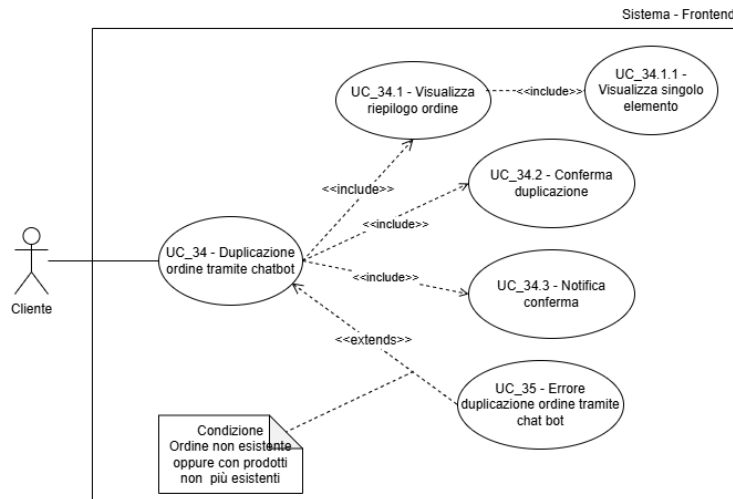 Sistema - Frontend
UC_34.1 - Visualizza
riepilogo ordine
<<include>>
UC_34.1.1 -
Visualizza singolo
elemento
<<include>>
UC_34.2 - Conferma
duplicazione
<<include>>
UC_34 - Duplicazione
ordine tramite chatbot
<<include>>
UC_34.3 - Notifica
conferma
Cliente
<<extends>>
UC_35 - Errore
duplicazione ordine tramite
chat bot
Condizione
Ordine non esistente
oppure con prodotti
non più esistenti